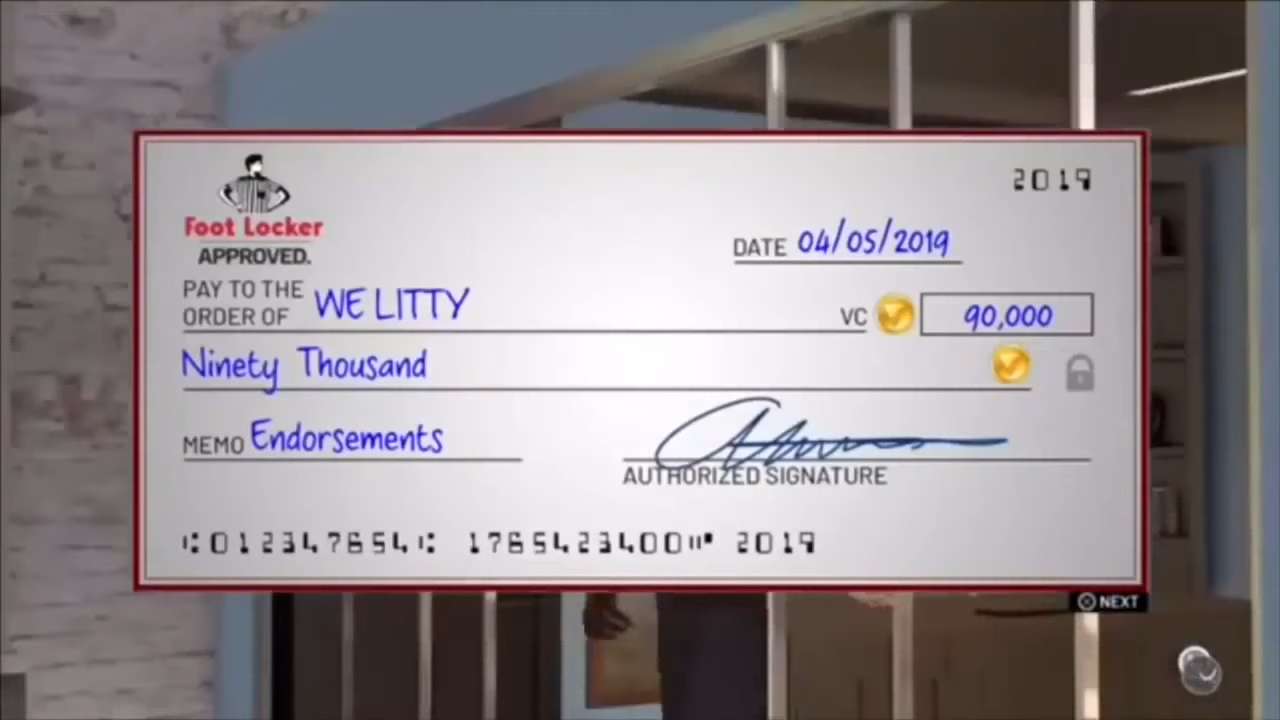 2019
Foot Locker
APPROVED.
DATE 04/05/2019
PAY TO THE
ORDER OF WE LITTY
VC 90,000
Ninety Thousand
MEMO Endorsements
AUTHORIZED SIGNATURE
⑆012347654⑆ 1765423400⑈ 2019
NEXT